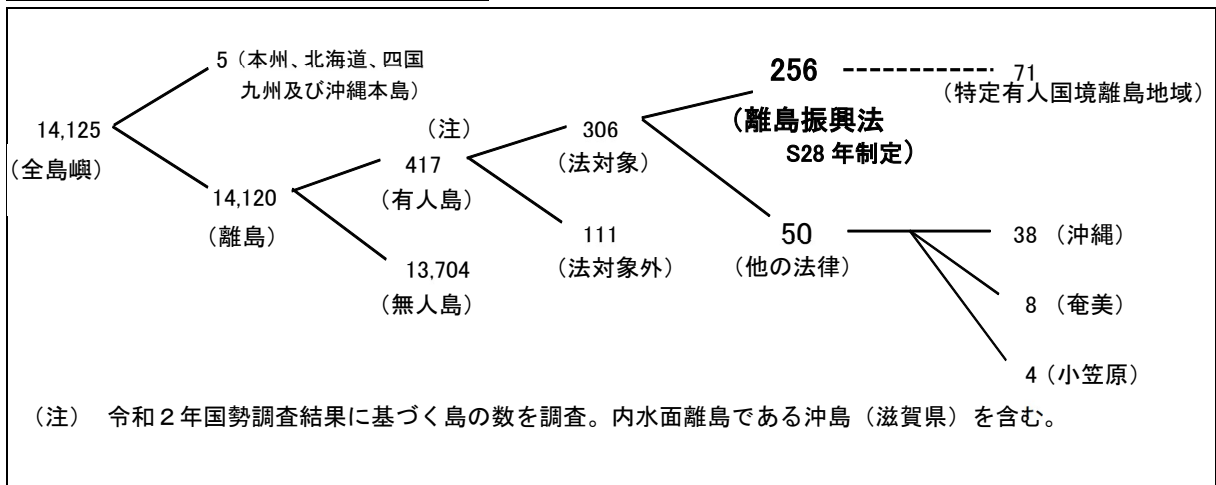 5（本州、北海道、四国
九州及び沖縄本島）
14,125
（全島嶼）
14,120
（離島）
（注）
417
（有人島）
13,704
（無人島）
306
（法対象）
111
（法対象外）
256
（離島振興法
S28 年制定）
71
（特定有人国境離島地域）
50
（他の法律）
38（沖縄）
8（奄美）
4（小笠原）
（注）　令和２年国勢調査結果に基づく島の数を調査。内水面離島である沖島（滋賀県）を含む。